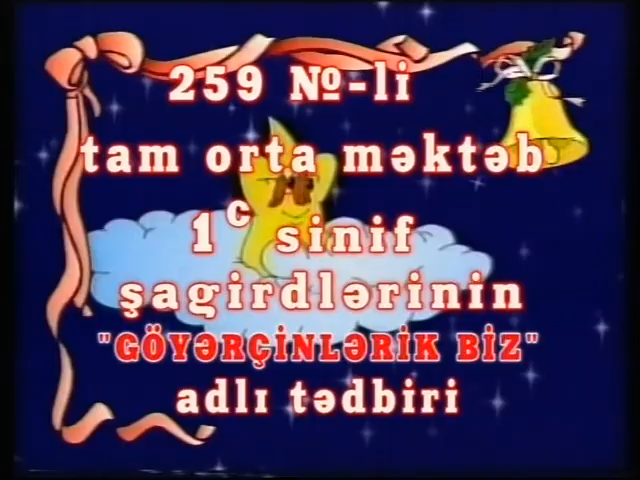 259 №-li
tam orta məktəb
1ᶜ sinif
şagirdlərinin
"GÖYƏRÇİNLƏRİK BİZ"
adlı tədbiri